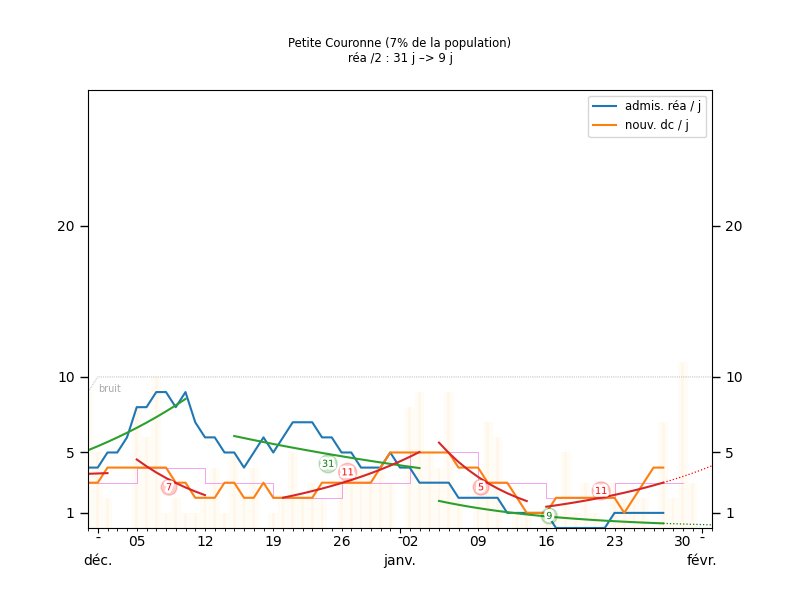 Petite Couronne (7% de la population)
réa /2 : 31 j –> 9 j
admis. réa / j
nouv. dc / j
20 20
10 10
bruit
5 5
31 11
7 5 11
9
1 1
05 12 19 26 02 09 16 23 30
déc. janv. févr.